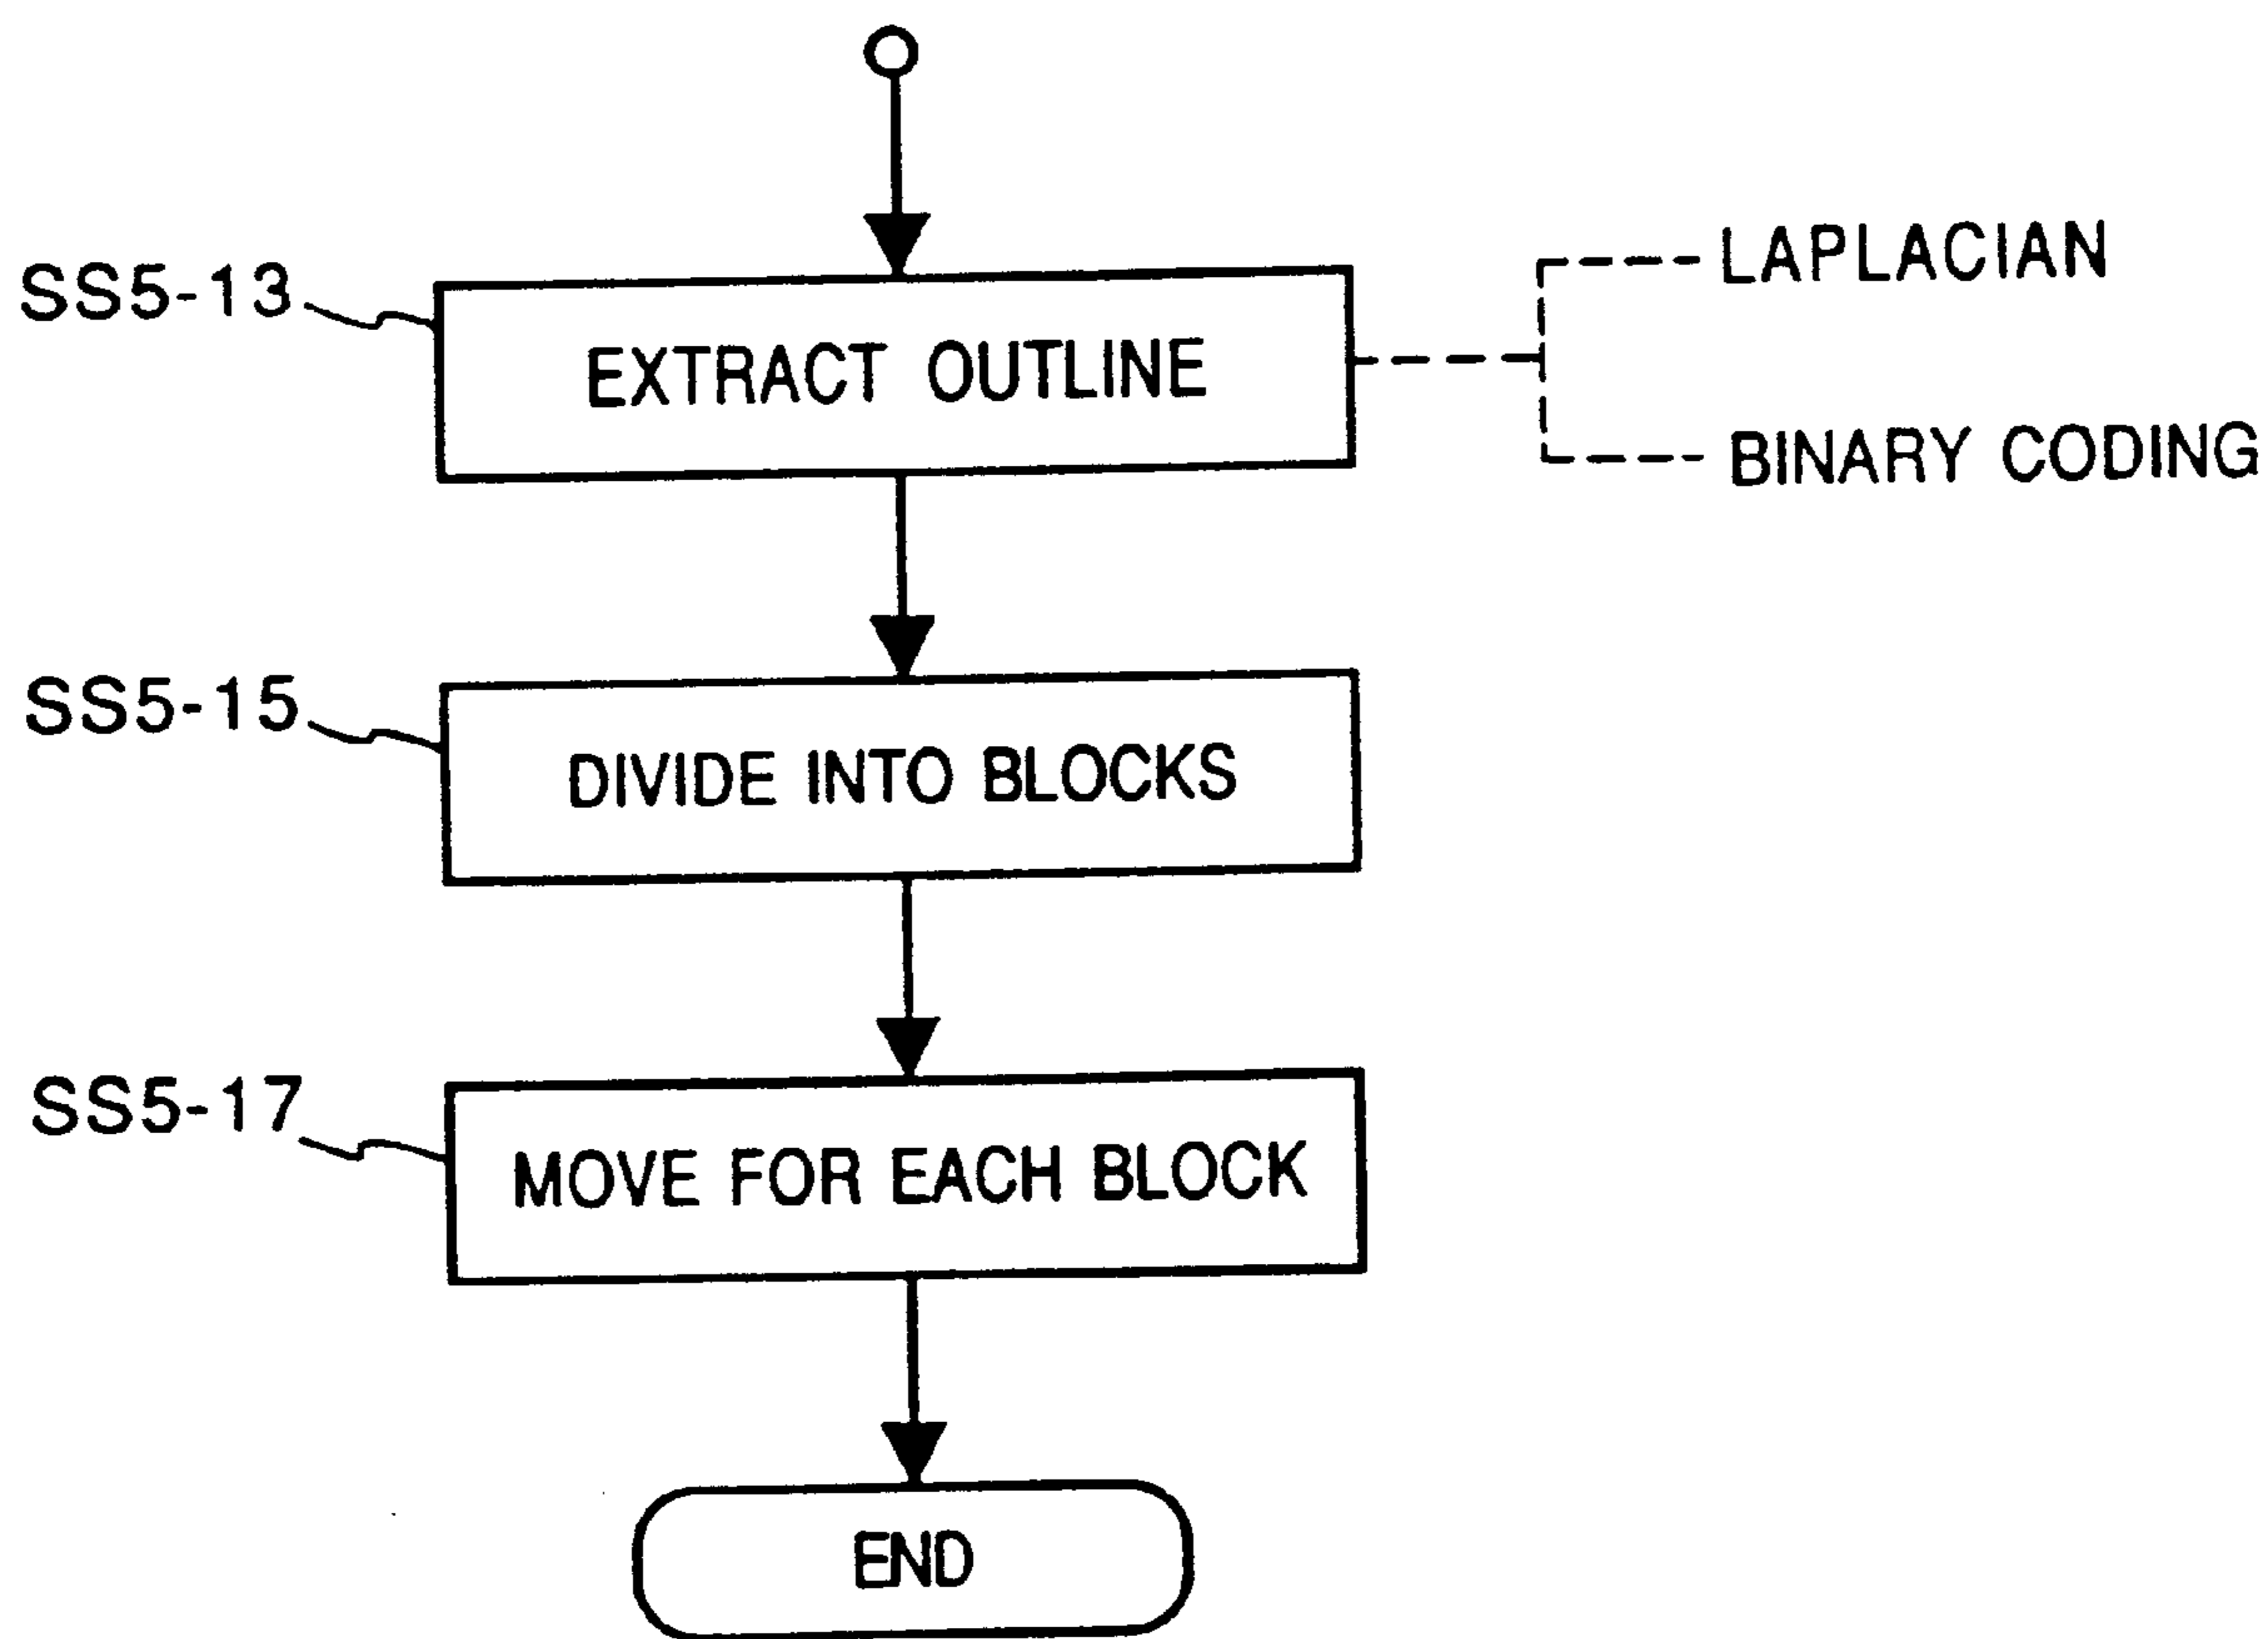 SS5-13
EXTRACT OUTLINE
LAPLACIAN
BINARY CODING
SS5-15
DIVIDE INTO BLOCKS
SS5-17
MOVE FOR EACH BLOCK
END